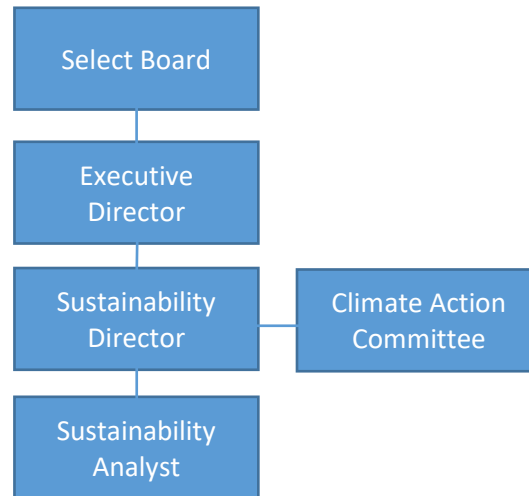 Select Board
Executive
Director
Sustainability
Director
Climate Action
Committee
Sustainability
Analyst